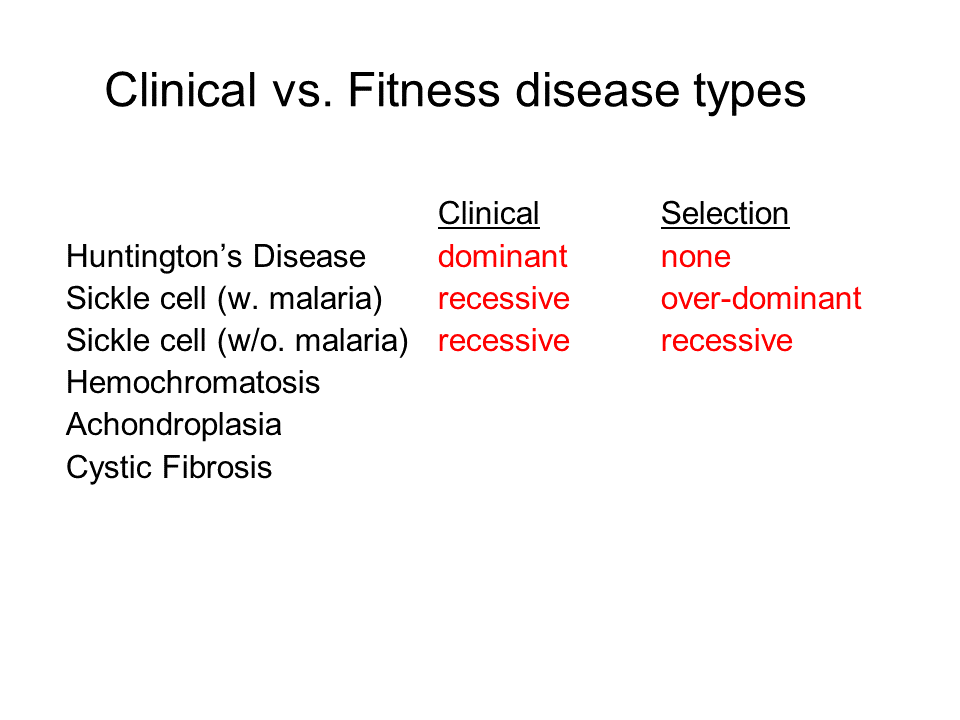 Clinical vs. Fitness disease types
Clinical Selection
Huntington’s Disease dominant none
Sickle cell (w. malaria) recessive over-dominant
Sickle cell (w/o. malaria) recessive recessive
Hemochromatosis
Achondroplasia
Cystic Fibrosis